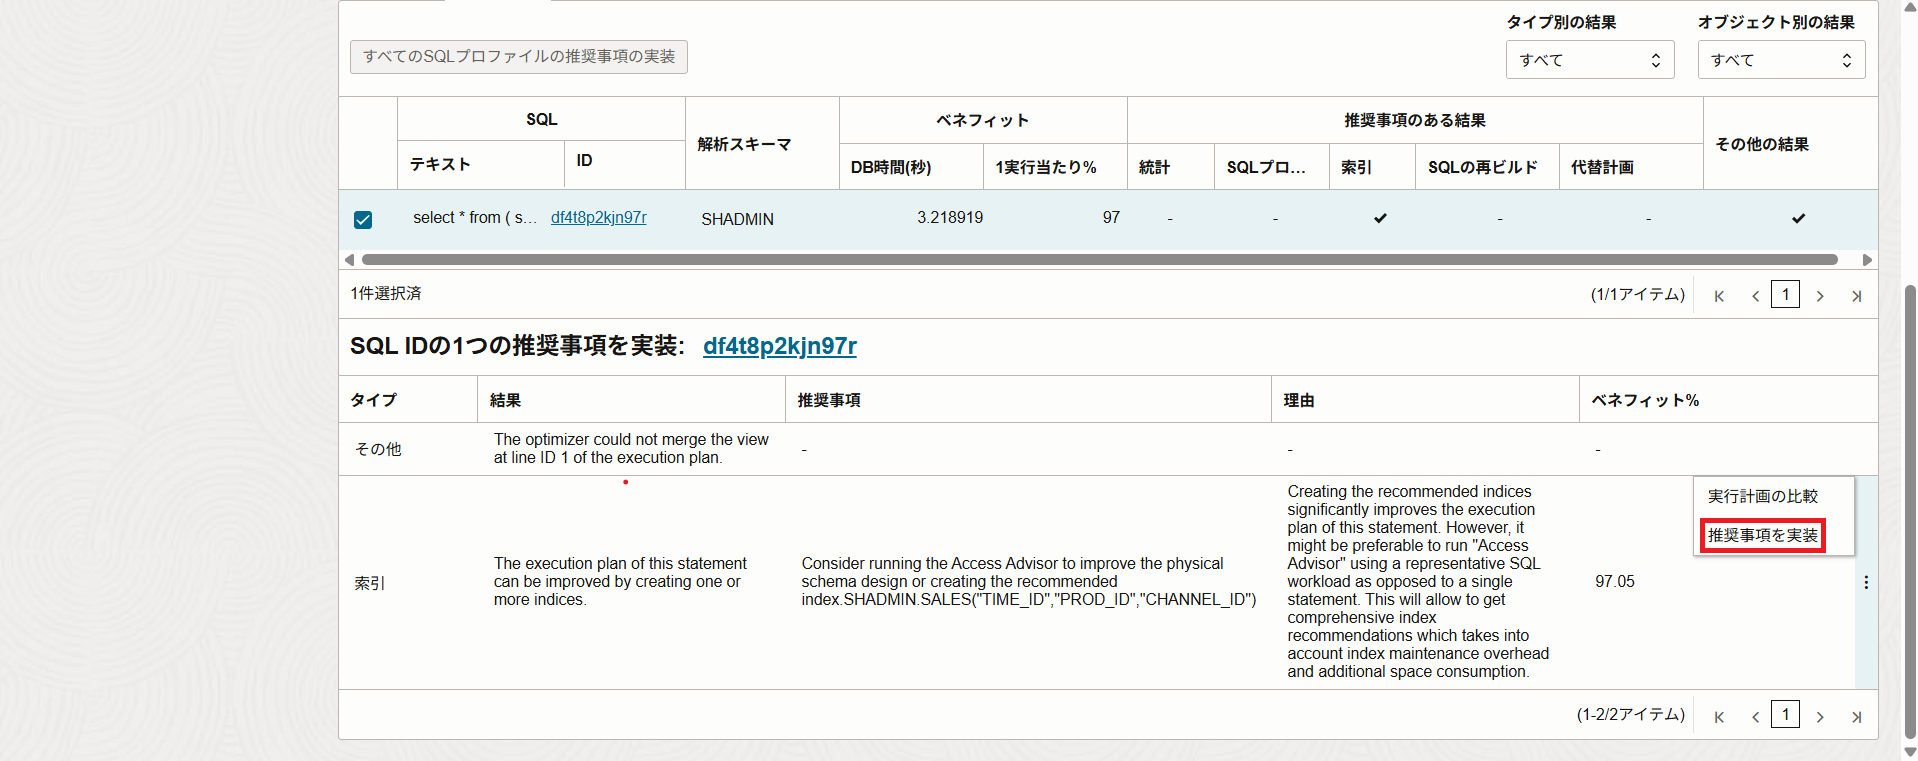 タイプ別の結果
オブジェクト別の結果
すべてのSQLプロファイルの推奨事項の実装
すべて
すべて
SQL
解析スキーマ
ベネフィット
推奨事項のある結果
その他の結果
テキスト
ID
DB時間(秒)
1実行当たり%
統計
SQLプロ...
索引
SQLの再ビルド
代替計画
select * from ( s...
df4t8p2kjn97r
SHADMIN
3.218919
97
-
-
-
-
1件選択済
(1/1アイテム)
1
SQL IDの1つの推奨事項を実装: df4t8p2kjn97r
タイプ
結果
推奨事項
理由
ベネフィット%
その他
The optimizer could not merge the view
at line ID 1 of the execution plan.
-
-
-
索引
The execution plan of this statement
can be improved by creating one or
more indices.
Consider running the Access Advisor to improve the physical
schema design or creating the recommended
index.SHADMIN.SALES("TIME_ID","PROD_ID","CHANNEL_ID")
Creating the recommended indices
significantly improves the execution
plan of this statement. However, it
might be preferable to run "Access
Advisor" using a representative SQL
workload as opposed to a single
statement. This will allow to get
comprehensive index
recommendations which takes into
account index maintenance overhead
and additional space consumption.
97.05
実行計画の比較
推奨事項を実装
(1-2/2アイテム)
1